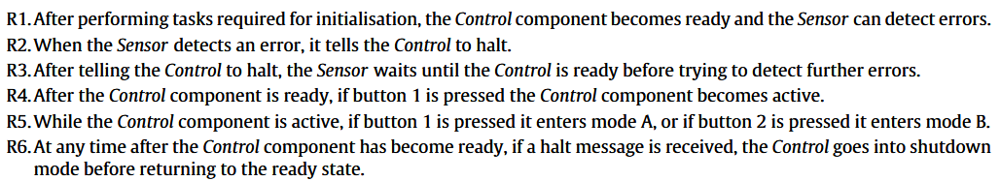 R1. After performing tasks required for initialisation, the Control component becomes ready and the Sensor can detect errors.
R2. When the Sensor detects an error, it tells the Control to halt.
R3. After telling the Control to halt, the Sensor waits until the Control is ready before trying to detect further errors.
R4. After the Control component is ready, if button 1 is pressed the Control component becomes active.
R5. While the Control component is active, if button 1 is pressed it enters mode A, or if button 2 is pressed it enters mode B.
R6. At any time after the Control component has become ready, if a halt message is received, the Control goes into shutdown
mode before returning to the ready state.